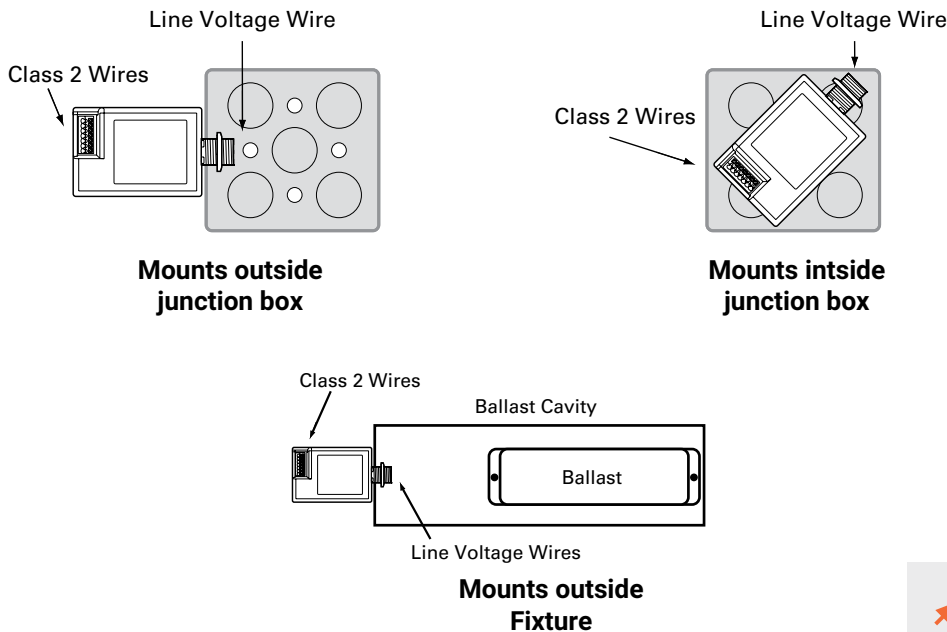 Line Voltage Wire
Class 2 Wires
Mounts outside
junction box
Line Voltage Wire
Class 2 Wires
Mounts intside
junction box
Class 2 Wires
Ballast Cavity
Ballast
Line Voltage Wires
Mounts outside
Fixture